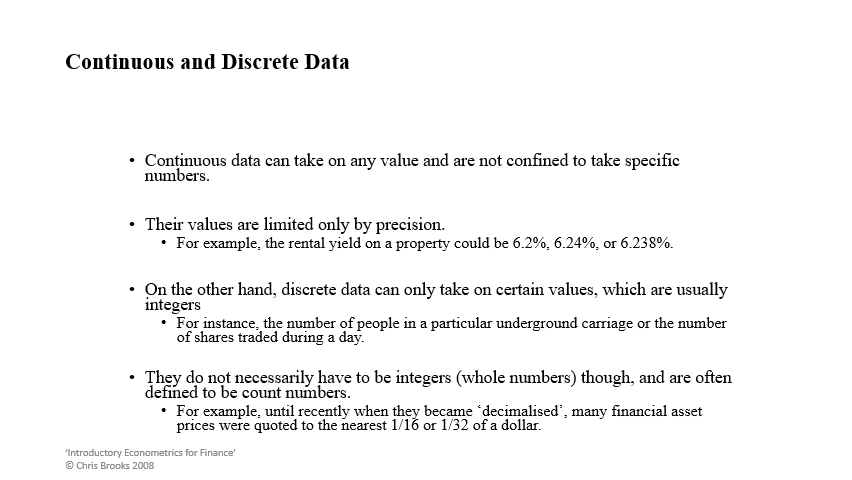 Continuous and Discrete Data
• Continuous data can take on any value and are not confined to take specific
numbers.
• Their values are limited only by precision.
• For example, the rental yield on a property could be 6.2%, 6.24%, or 6.238%.
• On the other hand, discrete data can only take on certain values, which are usually
integers
• For instance, the number of people in a particular underground carriage or the number
of shares traded during a day.
• They do not necessarily have to be integers (whole numbers) though, and are often
defined to be count numbers.
• For example, until recently when they became ‘decimalised’, many financial asset
prices were quoted to the nearest 1/16 or 1/32 of a dollar.
‘Introductory Econometrics for Finance’
© Chris Brooks 2008